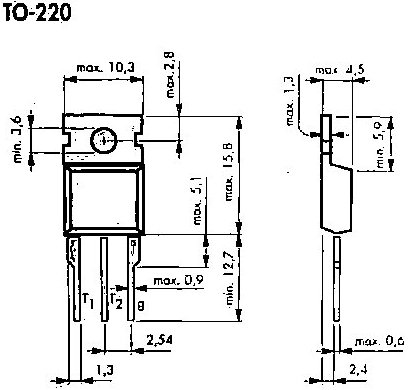 TO-220
max. 10,3
max. 2,8
min. 3,6
max. 15,8
max. 5,1
min. 12,7
max. 0,9
T1
T2
g
2,54
1,3
max. 4,5
max. 1,3
min. 5,9
max. 0,6
2,4